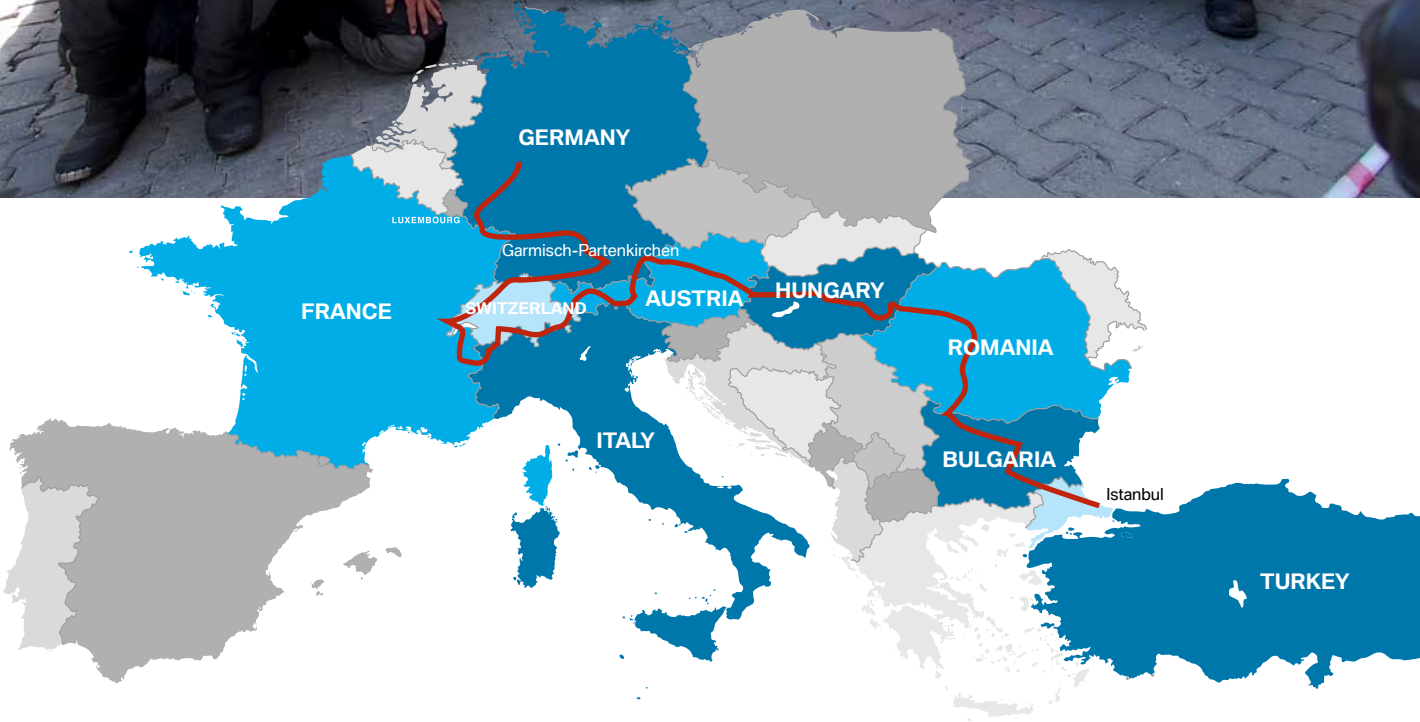 GERMANY
LUXEMBOURG
Garmisch-Partenkirchen
FRANCE
SWITZERLAND
AUSTRIA
HUNGARY
ROMANIA
ITALY
BULGARIA
Istanbul
TURKEY